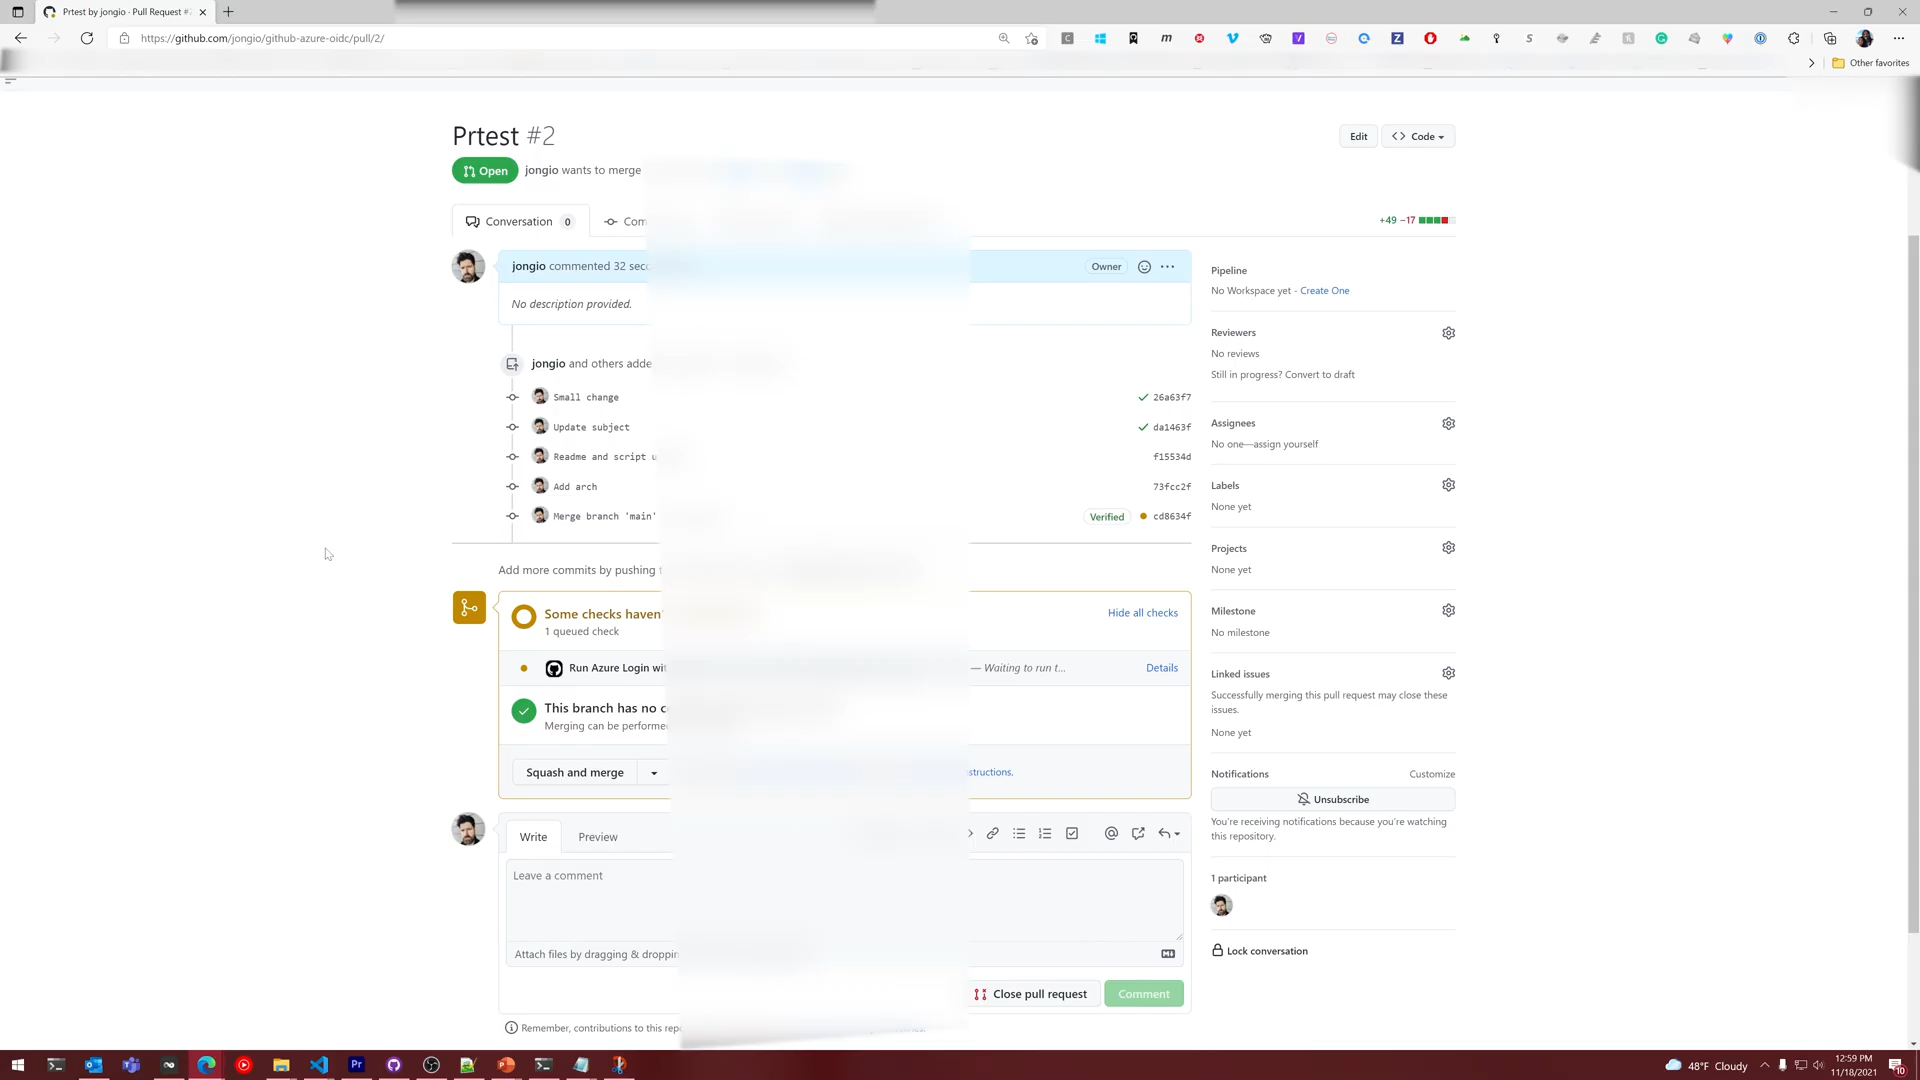 Prtest by jongio · Pull Request #
https://github.com/jongio/github-azure-oidc/pull/2/
Other favorites
Prtest #2
Edit
<> Code
Open
jongio wants to merge
Conversation 0
+49 −17
jongio commented 32
Owner
No description provided.
jongio and others
Small change
26a63f7
Update subject
da1463f
Readme and script
f15534d
Add arch
73fcc2f
Merge branch 'main'
Verified
cd8634f
Add more commits by pushing
Some checks haven'
1 queued check
Hide all checks
Run Azure Login
— Waiting to run t...
Details
This branch has no
Merging can be
Squash and merge
Write
Preview
Leave a comment
Attach files by dragging &
Close pull request
Comment
Remember, contributions to this
Pipeline
No Workspace yet - Create One
Reviewers
No reviews
Still in progress? Convert to draft
Assignees
No one—assign yourself
Labels
None yet
Projects
None yet
Milestone
No milestone
Linked issues
Successfully merging this pull request may close these
issues.
None yet
Notifications
Customize
Unsubscribe
You're receiving notifications because you're watching
this repository.
1 participant
Lock conversation
48°F Cloudy
12:59 PM
11/18/2021
10